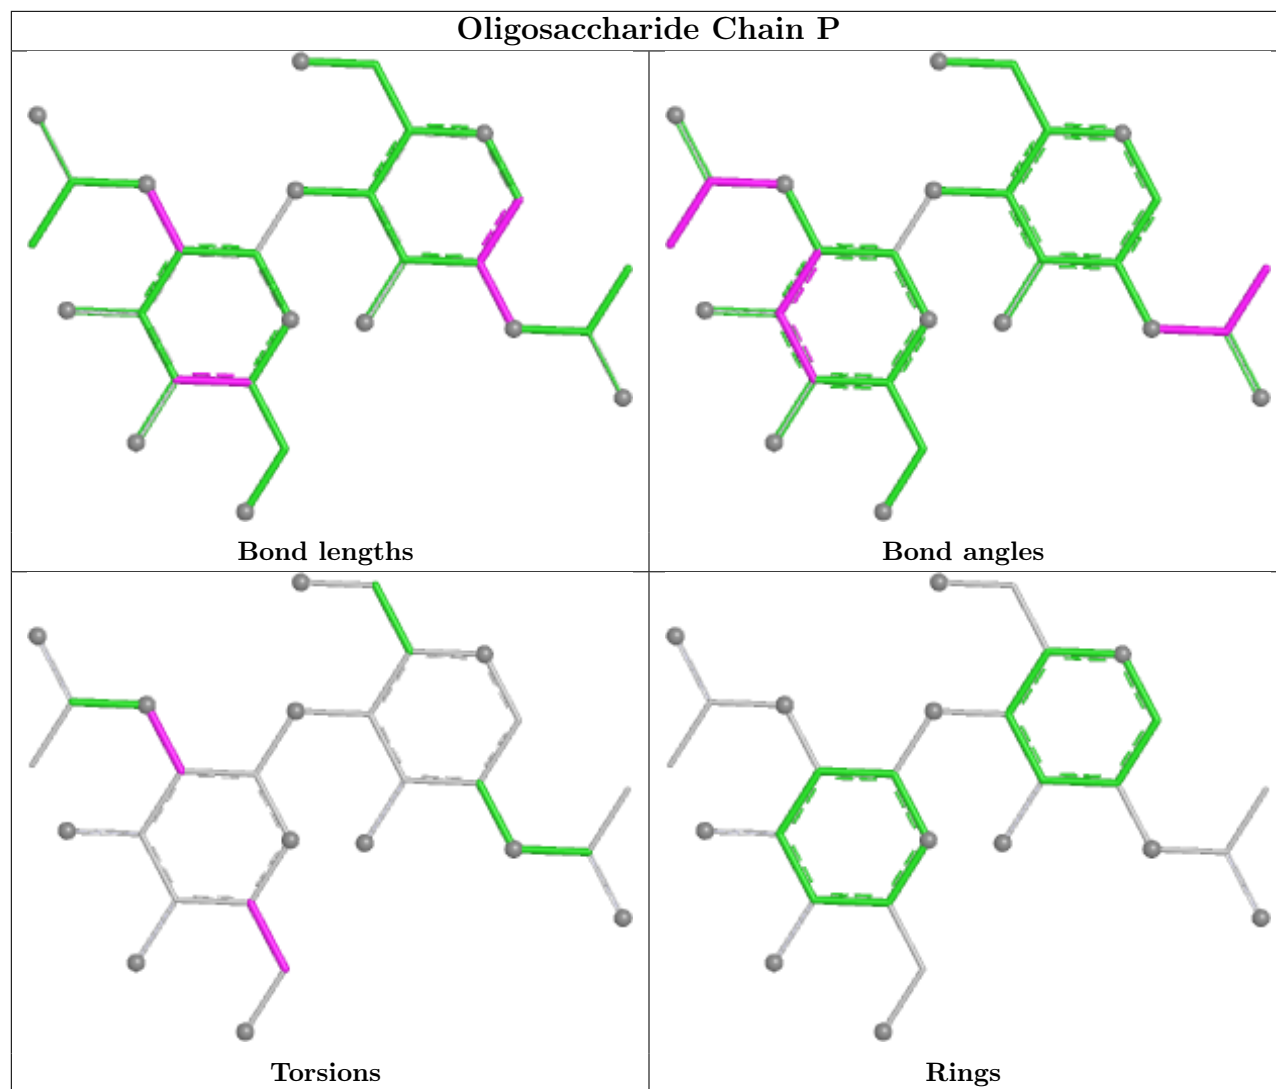 Oligosaccharide Chain P
Bond lengths
Bond angles
Torsions
Rings